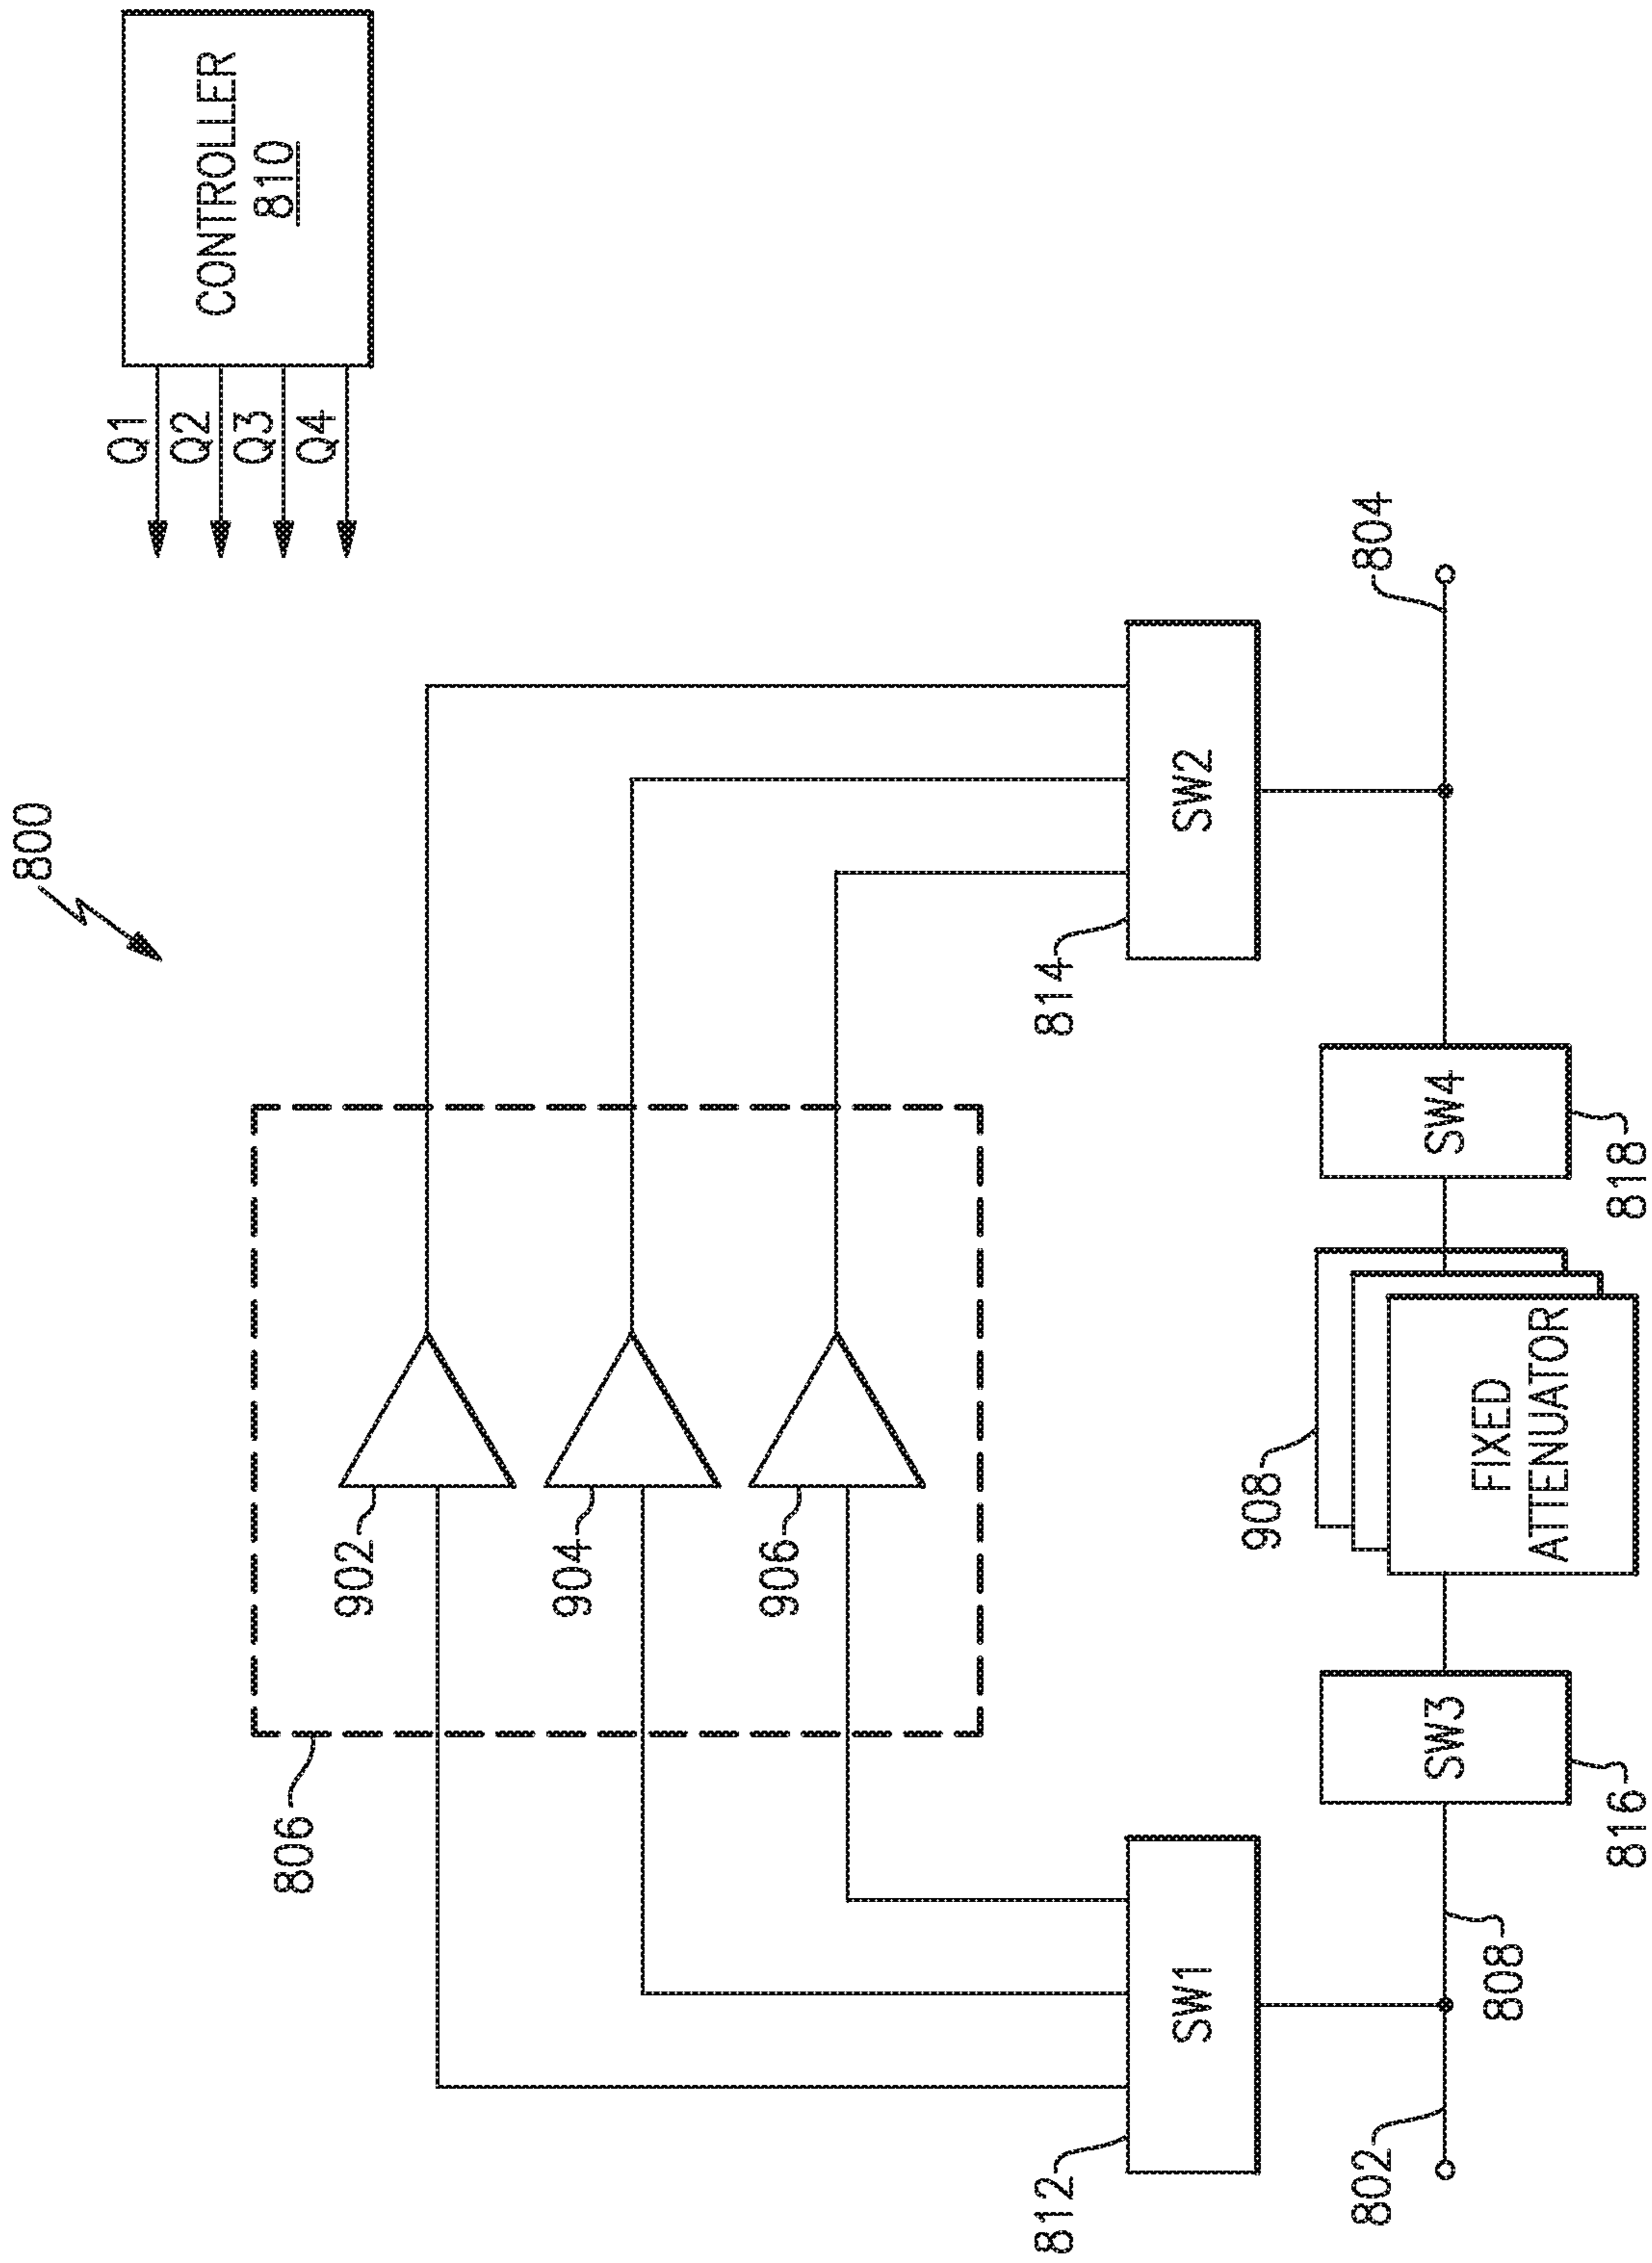 800
CONTROLLER
810
Q1
Q2
Q3
Q4
806
902
904
906
812
SW1
814
SW2
802
808
SW3
816
908
FIXED
ATTENUATOR
SW4
818
804